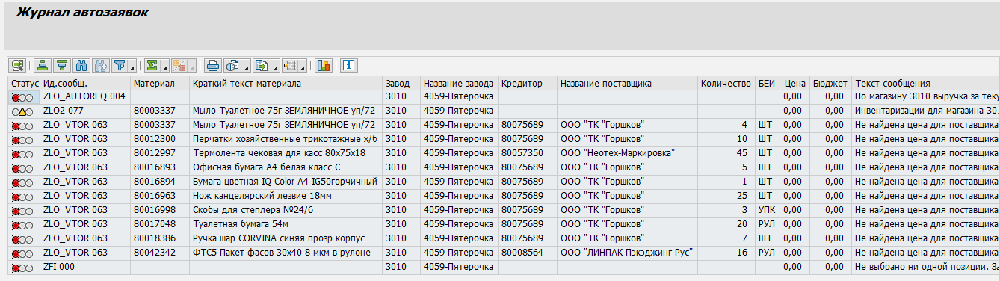 Журнал автозаявок
Статус Ид.сообщ. Материал Краткий текст материала Завод Название завода Кредитор Название поставщика Количество БЕИ Цена Бюджет Текст сообщения
ZLO_AUTOREQ 004 3010 4059-Пятерочка 0,00 0,00 По магазину 3010 выручка за теку
ZLO2 077 80003337 Мыло Туалетное 75г ЗЕМЛЯНИЧНОЕ уп/72 3010 4059-Пятерочка 0,00 0,00 Инвентаризации для магазина 301
ZLO_VTOR 063 80003337 Мыло Туалетное 75г ЗЕМЛЯНИЧНОЕ уп/72 3010 4059-Пятерочка 80075689 ООО "ТК "Горшков" 4 ШТ 0,00 0,00 Не найдена цена для поставщика
ZLO_VTOR 063 80012300 Перчатки хозяйственные трикотажные х/б 3010 4059-Пятерочка 80075689 ООО "ТК "Горшков" 10 ШТ 0,00 0,00 Не найдена цена для поставщика
ZLO_VTOR 063 80012997 Термолента чековая для касс 80х75х18 3010 4059-Пятерочка 80057350 ООО "Неотех-Маркировка" 45 ШТ 0,00 0,00 Не найдена цена для поставщика
ZLO_VTOR 063 80016893 Офисная бумага А4 белая класс С 3010 4059-Пятерочка 80075689 ООО "ТК "Горшков" 5 ШТ 0,00 0,00 Не найдена цена для поставщика
ZLO_VTOR 063 80016894 Бумага цветная IQ Color А4 IG50горчичный 3010 4059-Пятерочка 80075689 ООО "ТК "Горшков" 1 ШТ 0,00 0,00 Не найдена цена для поставщика
ZLO_VTOR 063 80016963 Нож канцелярский лезвие 18мм 3010 4059-Пятерочка 80075689 ООО "ТК "Горшков" 25 ШТ 0,00 0,00 Не найдена цена для поставщика
ZLO_VTOR 063 80016998 Скобы для степлера №24/6 3010 4059-Пятерочка 80075689 ООО "ТК "Горшков" 3 УПК 0,00 0,00 Не найдена цена для поставщика
ZLO_VTOR 063 80017048 Туалетная бумага 54м 3010 4059-Пятерочка 80075689 ООО "ТК "Горшков" 20 РУЛ 0,00 0,00 Не найдена цена для поставщика
ZLO_VTOR 063 80018386 Ручка шар CORVINA синяя прозр корпус 3010 4059-Пятерочка 80075689 ООО "ТК "Горшков" 7 ШТ 0,00 0,00 Не найдена цена для поставщика
ZLO_VTOR 063 80042342 ФТС5 Пакет фасов 30х40 8 мкм в рулоне 3010 4059-Пятерочка 80008564 ООО "ЛИНПАК Пэкэджинг Рус" 16 РУЛ 0,00 0,00 Не найдена цена для поставщика
ZFI 000 3010 4059-Пятерочка 0,00 0,00 Не выбрано ни одной позиции. За